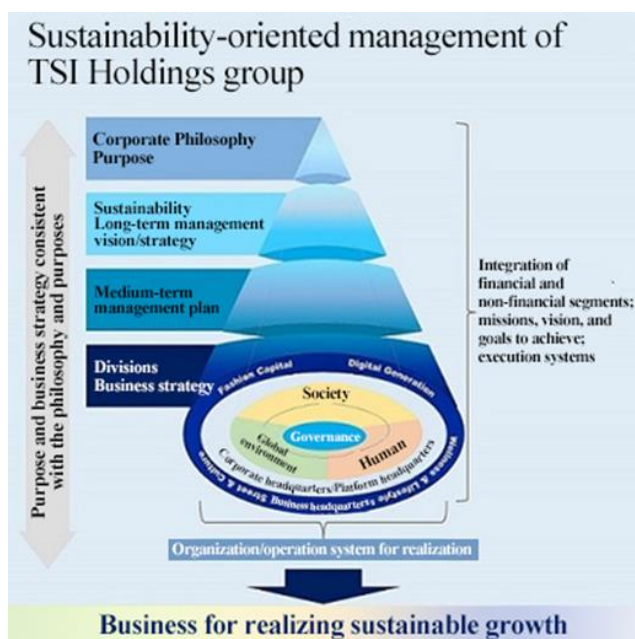 Sustainability-oriented management of
TSI Holdings group
Purpose and business strategy consistent
with the philosophy and purposes
Corporate Philosophy
Purpose
Sustainability
Long-term management
vision/strategy
Medium-term
management plan
Divisions
Business strategy
Integration of
financial and
non-financial segments;
missions, vision, and
goals to achieve;
execution systems
Fashion Capital
Digital Generation
Wellness & Lifestyle
Street & Culture
Business headquarters
Society
Global
environment
Governance
Human
Corporate headquarters/Platform headquarters
Organization/operation system for realization
Business for realizing sustainable growth